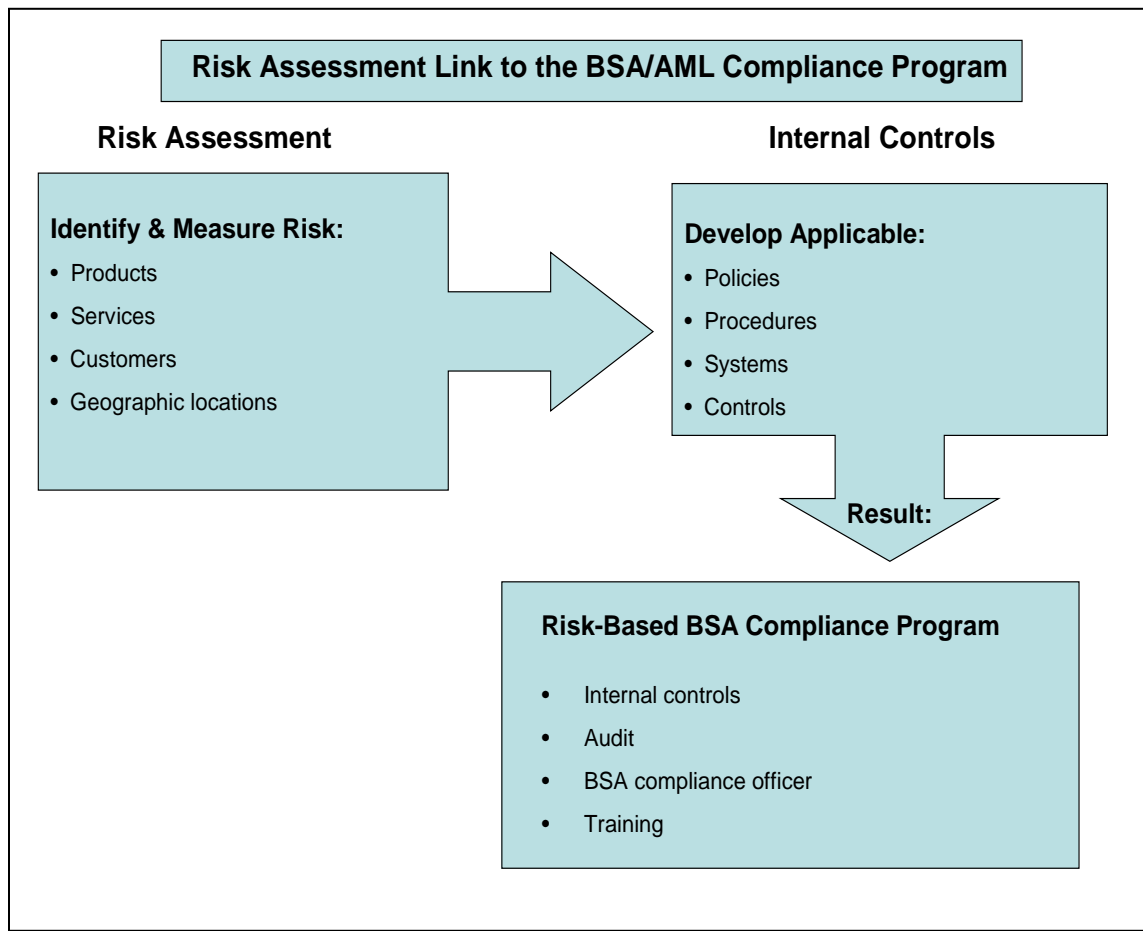 Risk Assessment Link to the BSA/AML Compliance Program
Risk Assessment
Identify & Measure Risk:
• Products
• Services
• Customers
• Geographic locations
Internal Controls
Develop Applicable:
• Policies
• Procedures
• Systems
• Controls
Result:
Risk-Based BSA Compliance Program
• Internal controls
• Audit
• BSA compliance officer
• Training